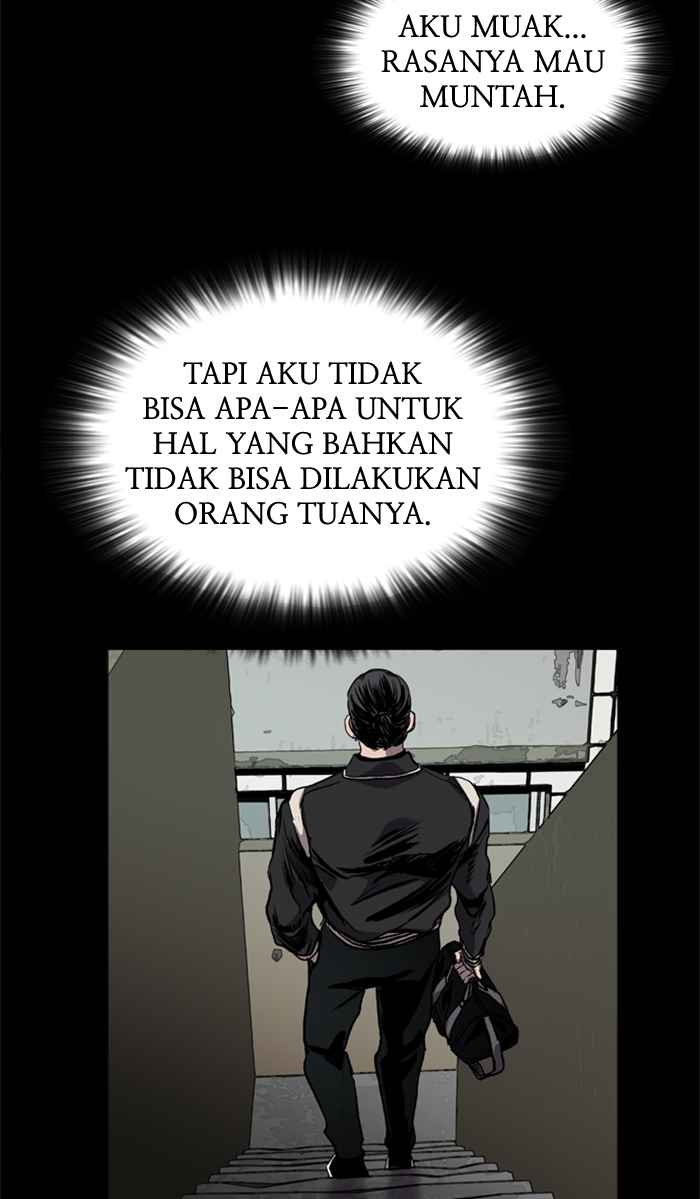 AKU MUAK...
RASANYA MAU
MUNTAH.
TAPI AKU TIDAK
BISA APA-APA UNTUK
HAL YANG BAHKAN
TIDAK BISA DILAKUKAN
ORANG TUANYA.